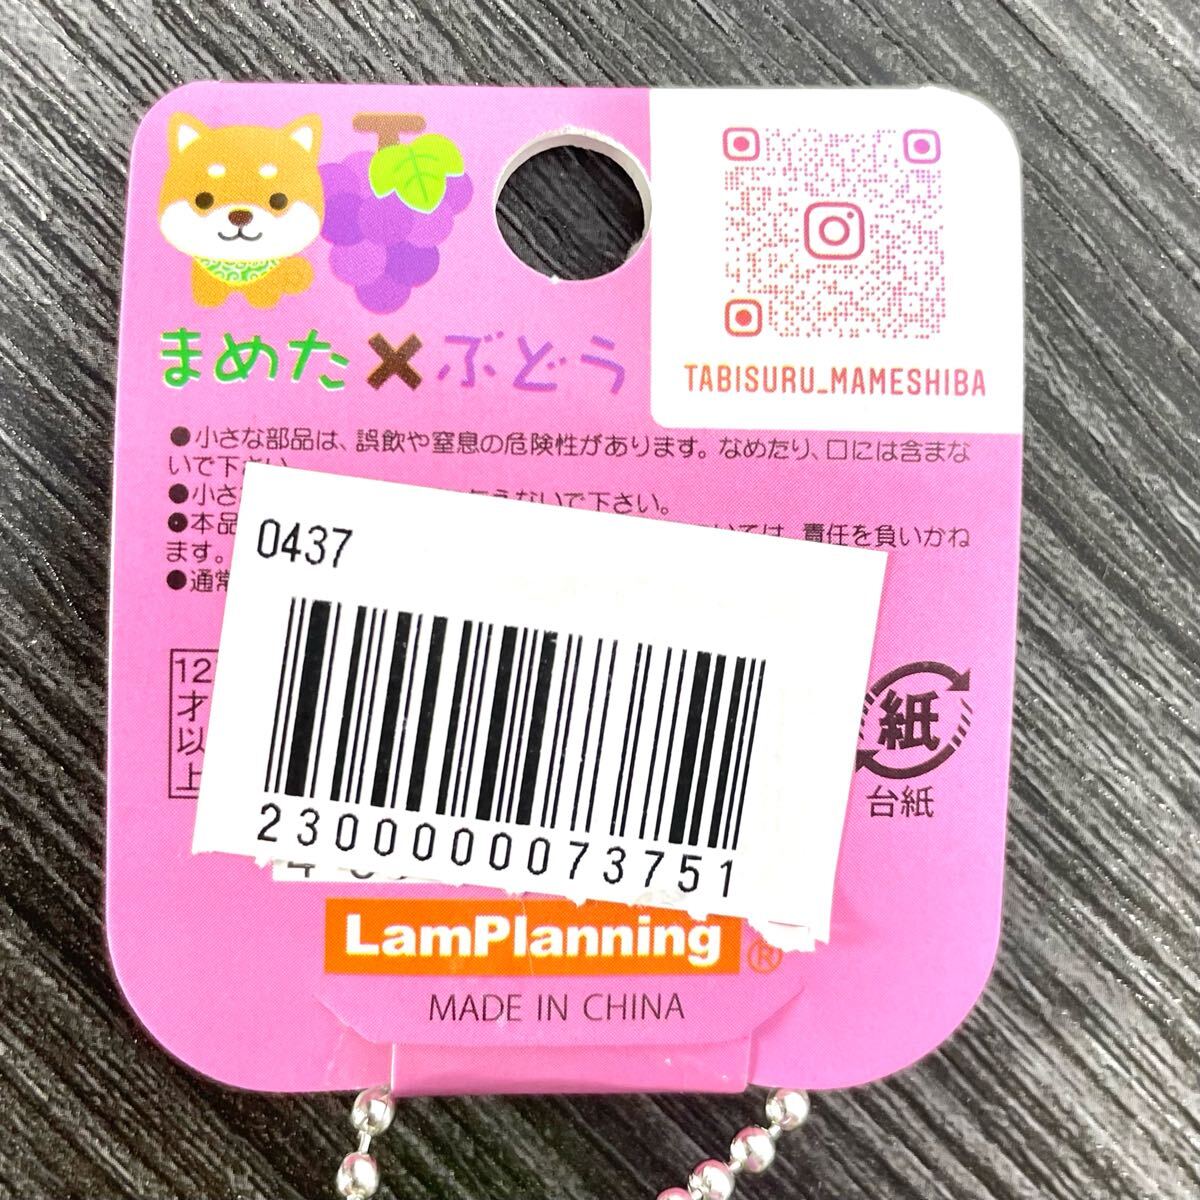 まめた×ぶどう
TABISURU_MAMESHIBA
●小さな部品は、誤飲や窒息の危険性があります。なめたり、口には含まな
いで下さい。
●小さ えないで下さい。
●本品 いては、責任を負いかね
ます。
●通常
0437
12
才
以
上
紙
台紙
2300000073751
LamPlanning®
MADE IN CHINA